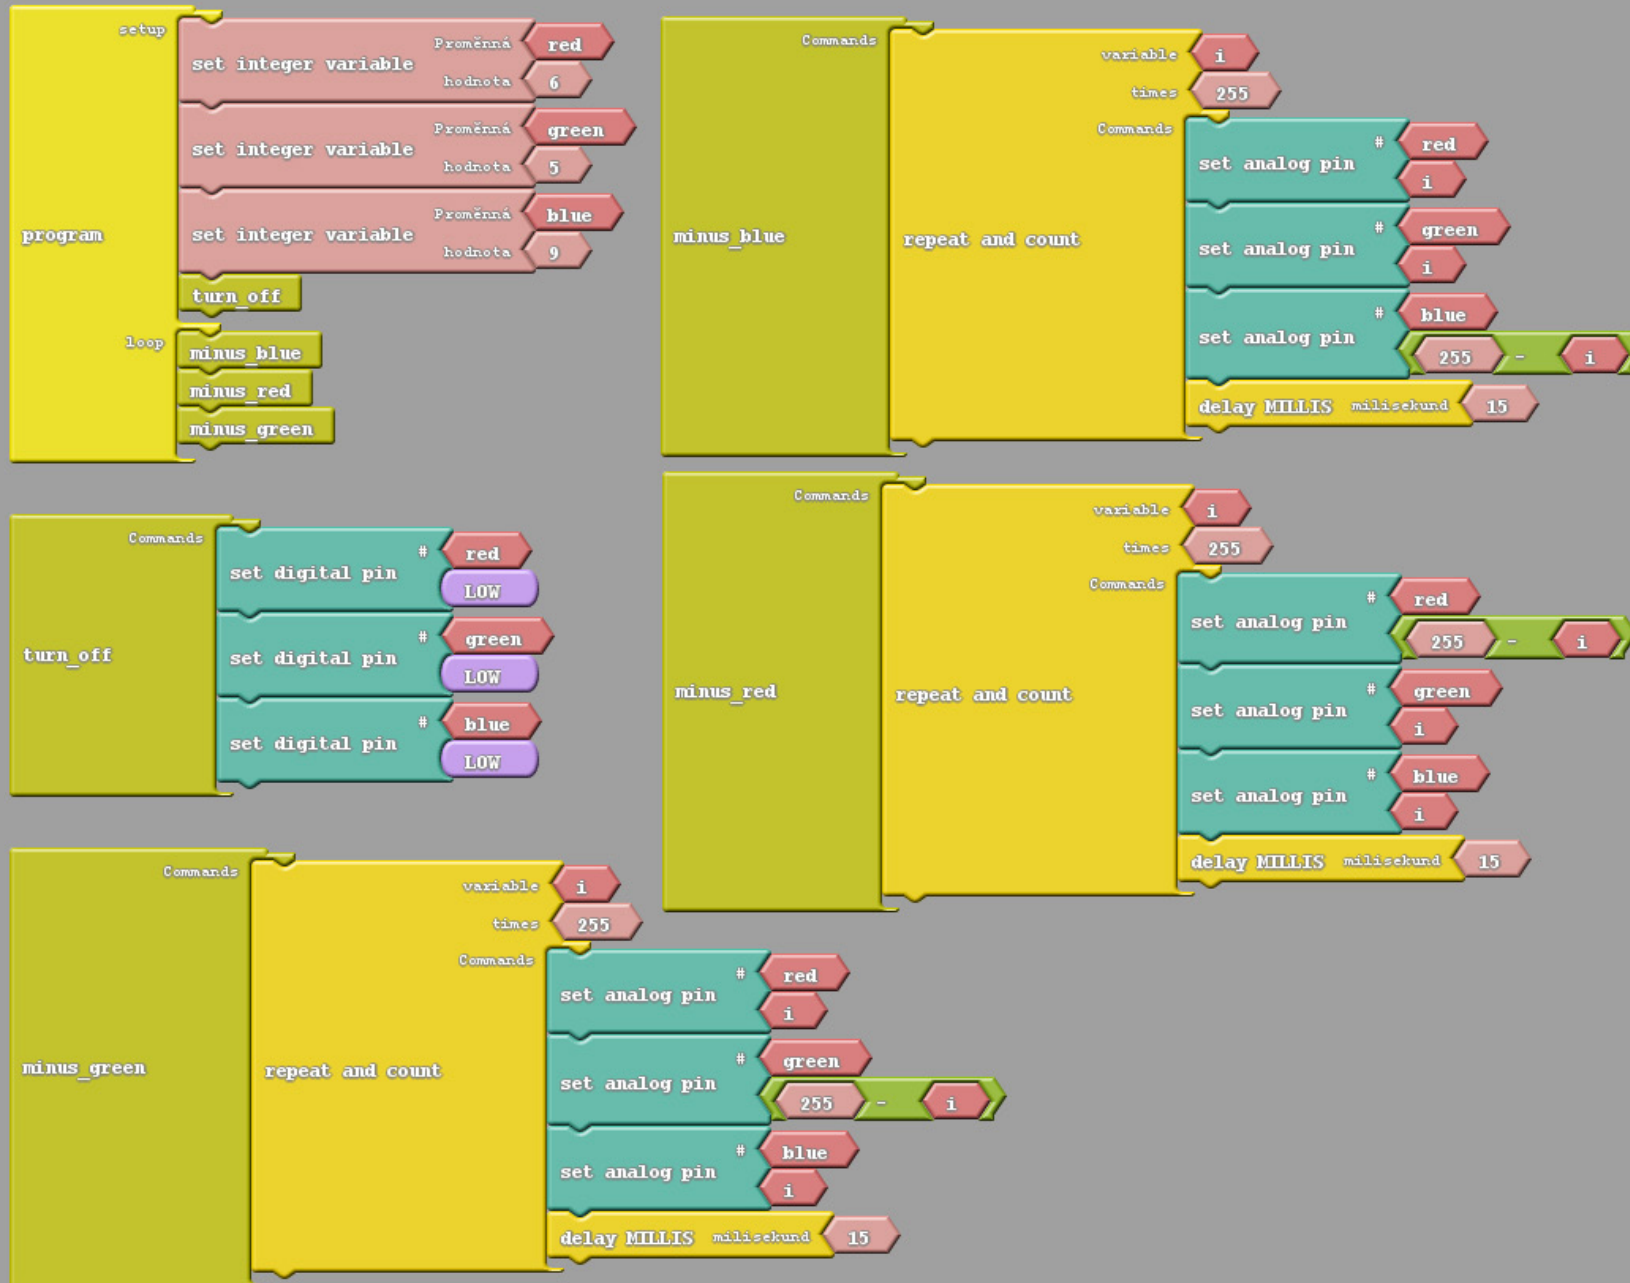 program
setup
set integer variable
Proměnná red
hodnota 6
set integer variable
Proměnná green
hodnota 5
set integer variable
Proměnná blue
hodnota 9
turn_off
loop
minus_blue
minus_red
minus_green
turn_off
Commands
set digital pin
# red
LOW
set digital pin
# green
LOW
set digital pin
# blue
LOW
minus_green
Commands
repeat and count
variable i
times 255
Commands
set analog pin
# red
i
set analog pin
# green
255 - i
set analog pin
# blue
i
delay MILLIS milisekund 15
minus_blue
Commands
repeat and count
variable i
times 255
Commands
set analog pin
# red
i
set analog pin
# green
i
set analog pin
# blue
255 - i
delay MILLIS milisekund 15
minus_red
Commands
repeat and count
variable i
times 255
Commands
set analog pin
# red
255 - i
set analog pin
# green
i
set analog pin
# blue
i
delay MILLIS milisekund 15